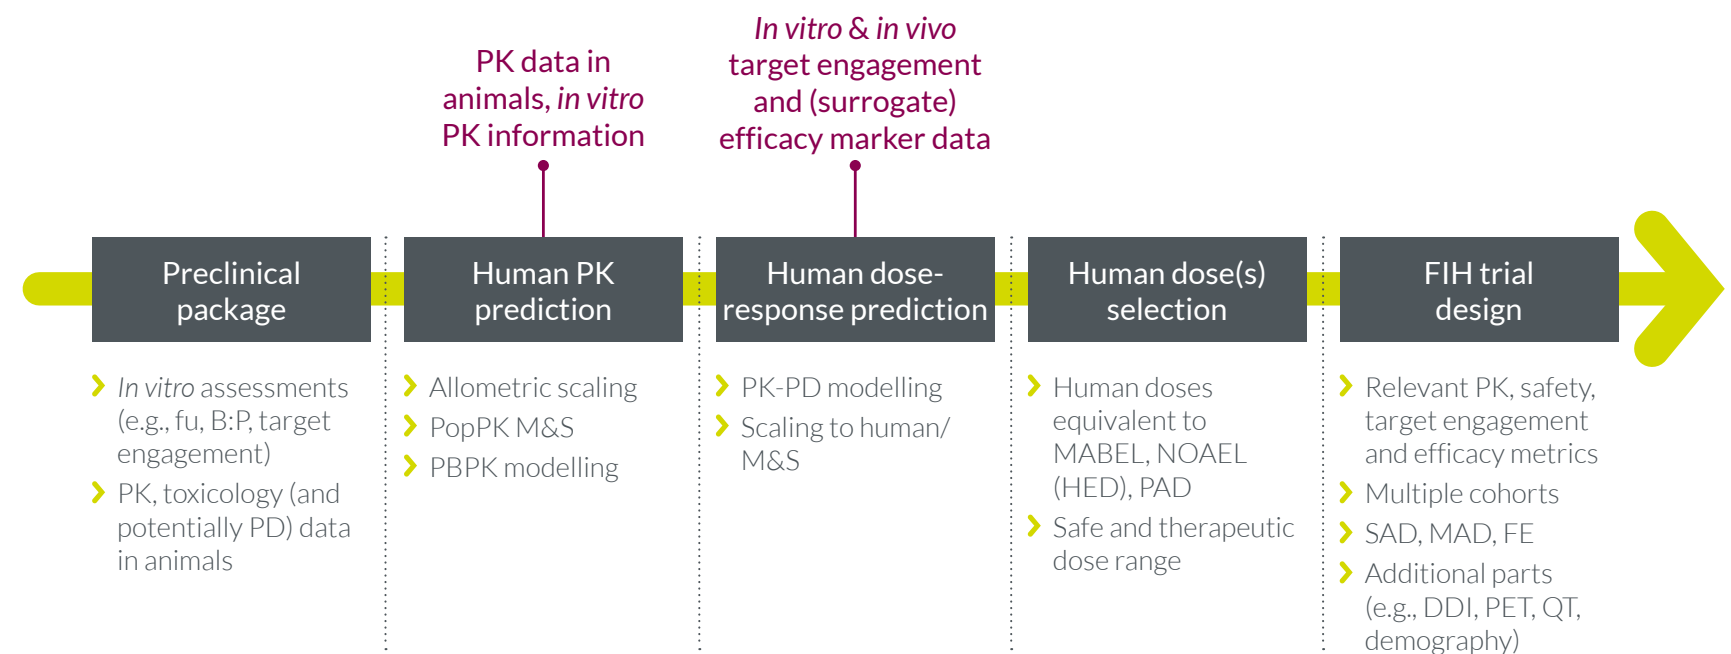 PK data in
animals, in vitro
PK information
In vitro & in vivo
target engagement
and (surrogate)
efficacy marker data
Preclinical
package
In vitro assessments
(e.g., fu, B:P, target
engagement)
PK, toxicology (and
potentially PD) data
in animals
Human PK
prediction
Allometric scaling
PopPK M&S
PBPK modelling
Human dose-
response prediction
PK-PD modelling
Scaling to human/
M&S
Human dose(s)
selection
Human doses
equivalent to
MABEL, NOAEL
(HED), PAD
Safe and therapeutic
dose range
FIH trial
design
Relevant PK, safety,
target engagement
and efficacy metrics
Multiple cohorts
SAD, MAD, FE
Additional parts
(e.g., DDI, PET, QT,
demography)